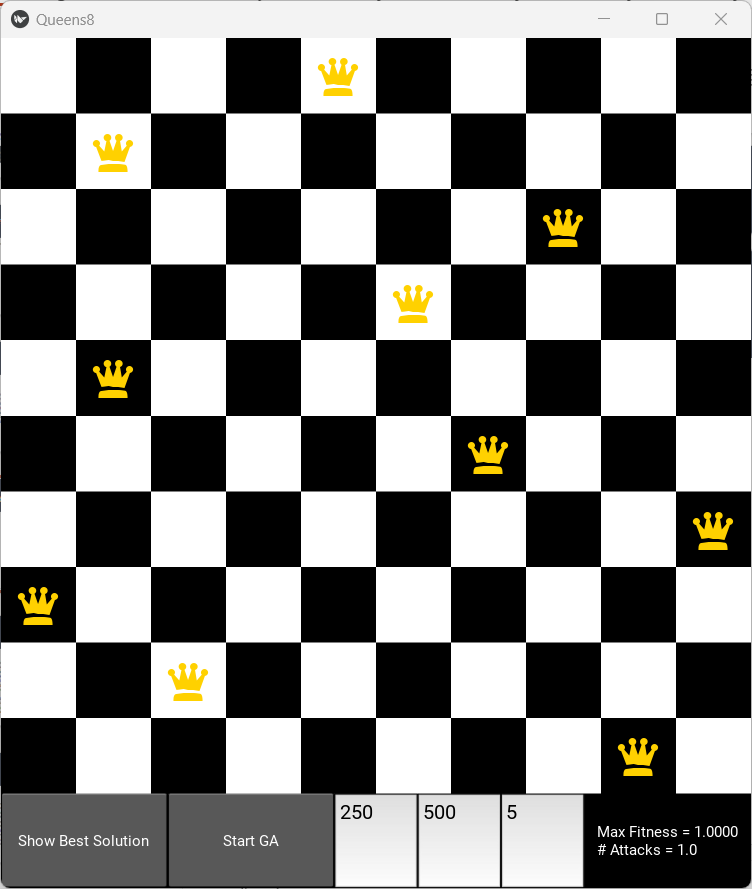 Queens8
Show Best Solution
Start GA
250
500
5
Max Fitness = 1.0000
# Attacks = 1.0